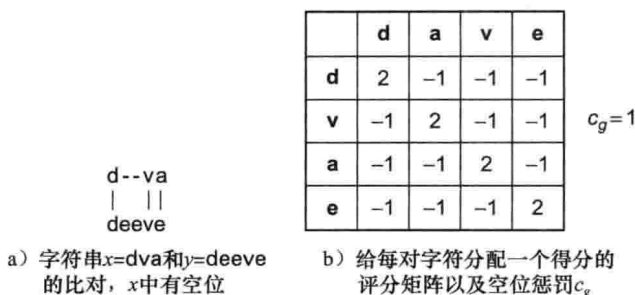 d a v e
d 2 –1 –1 –1
v –1 2 –1 –1
a –1 –1 2 –1
e –1 –1 –1 2
c_g=1
d--va
| ||
deeve
a）字符串x=dva和y=deeve
的比对，x中有空位
b）给每对字符分配一个得分的
评分矩阵以及空位惩罚c_g